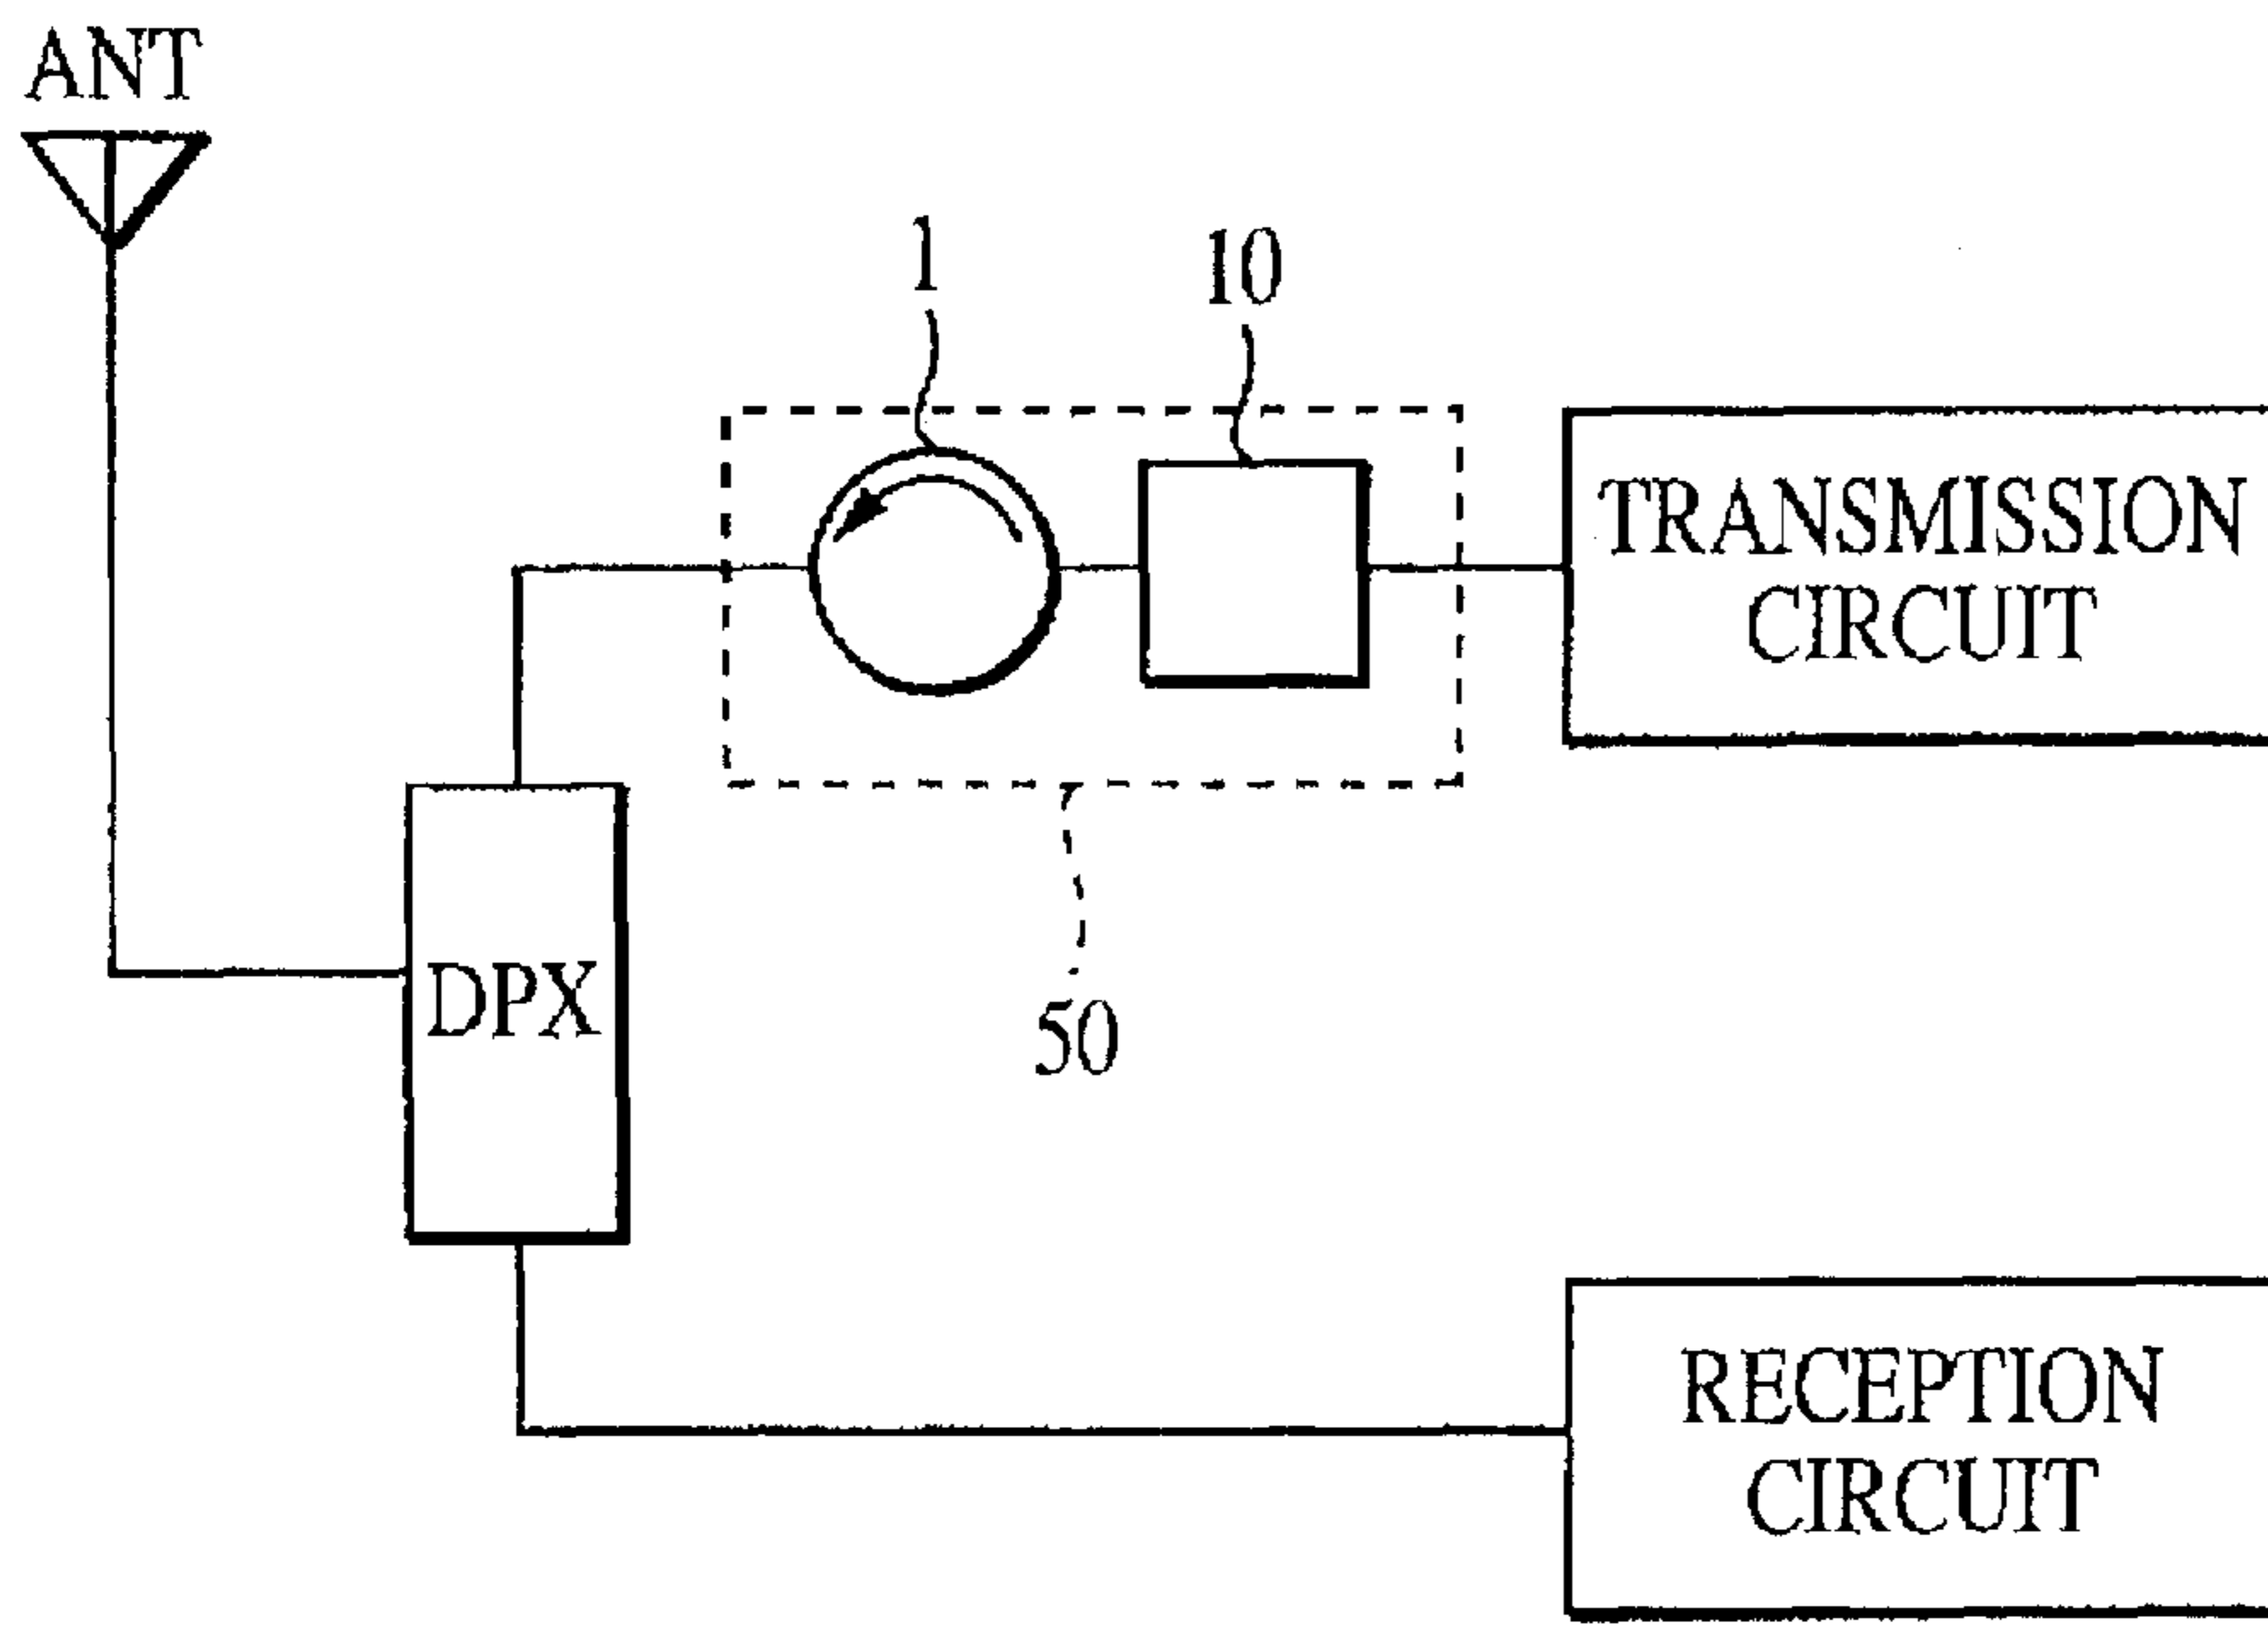 ANT
1
10
TRANSMISSION
CIRCUIT
DPX
50
RECEPTION
CIRCUIT